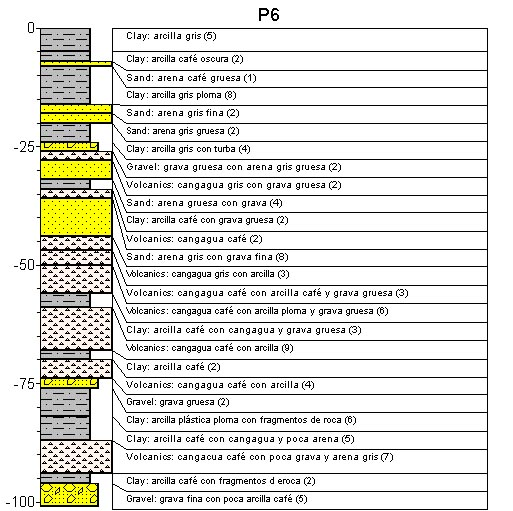 P6
0
Clay: arcilla gris (5)
Clay: arcilla café oscura (2)
Sand: arena café gruesa (1)
Clay: arcilla gris ploma (8)
Sand: arena gris fina (2)
Sand: arena gris gruesa (2)
Clay: arcilla gris con turba (4)
-25
Gravel: grava gruesa con arena gris gruesa (2)
Volcanics: cangagua gris con grava gruesa (2)
Sand: arena gruesa con grava (4)
Clay: arcilla café con grava gruesa (2)
Volcanics: cangagua café (2)
Sand: arena gris con grava fina (8)
-50
Volcanics: cangagua gris con arcilla (3)
Volcanics: cangagua café con arcilla café y grava gruesa (3)
Volcanics: cangagua café con arcilla ploma y grava gruesa (6)
Clay: arcilla café con cangagua y grava gruesa (3)
Volcanics: cangagua café con arcilla (9)
Clay: arcilla café (2)
-75
Volcanics: cangagua café con arcilla (4)
Gravel: grava gruesa (2)
Clay: arcilla plástica ploma con fragmentos de roca (6)
Clay: arcilla café con cangagua y poca arena (5)
Volcanics: cangagua café con poca grava y arena gris (7)
Clay: arcilla café con fragmentos d eroca (2)
-100
Gravel: grava fina con poca arcilla café (5)